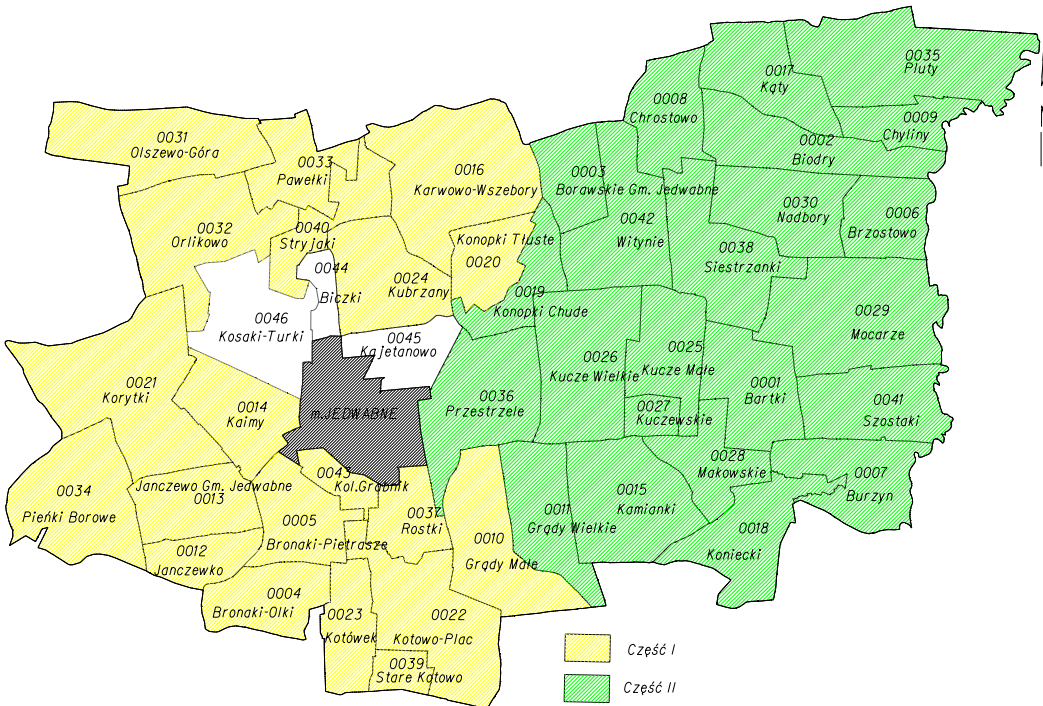 0035
Pluty
0017
Kąty
0008
Chrostowo
0009
Chyliny
0002
Biodry
0031
Olszewo-Góra
0033
Pawełki
0016
Karwowo-Wszebory
0003
Borawskie Gm. Jedwabne
0030
Nadbory
0006
Brzostowo
0042
Witynie
0032
Orlikowo
0040
Stryjaki
Konopki Tłuste
0020
0038
Siestrzanki
0044
Biczki
0024
Kubrzany
0019
Konopki Chude
0029
Mocarze
0046
Kosaki-Turki
0045
Kajetanowo
0026
Kucze Wielkie
0025
Kucze Małe
0021
Korytki
0014
Kaimy
m.JEDWABNE
0036
Przestrzele
0001
Bartki
0041
Szostaki
0027
Kuczewskie
0028
Makowskie
0007
Burzyn
0043
Kol.Grabnik
Janczewo Gm. Jedwabne
0013
0034
Pieńki Borowe
0005
Bronaki-Pietrasze
0037
Rostki
0010
Grądy Małe
0011
Grądy Wielkie
0015
Kamianki
0018
Koniecki
0012
Janczewko
0004
Bronaki-Olki
0023
Kotówek
0022
Kotowo-Plac
0039
Stare Kotowo
Część I
Część II